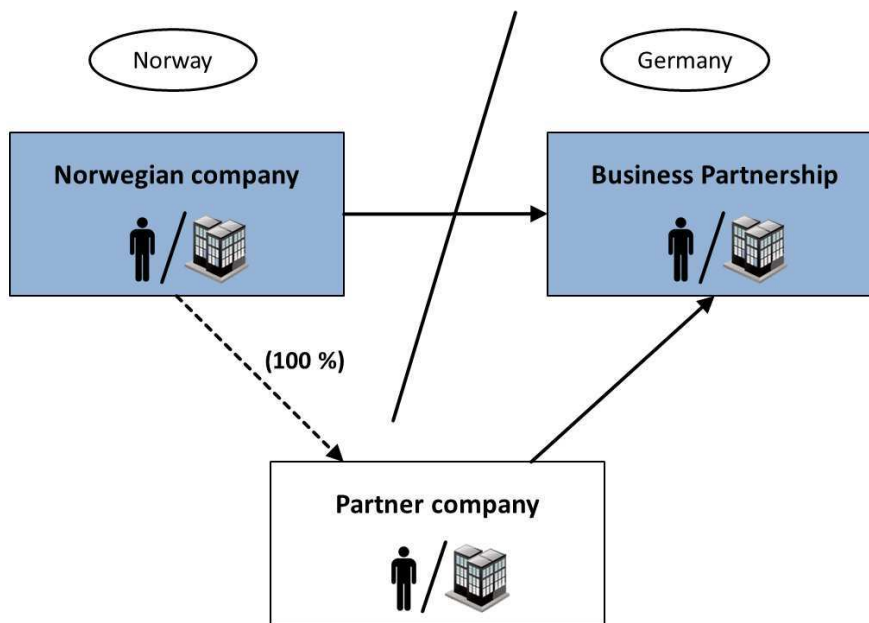 Norway
Germany
Norwegian company
Business Partnership
(100 %)
Partner company